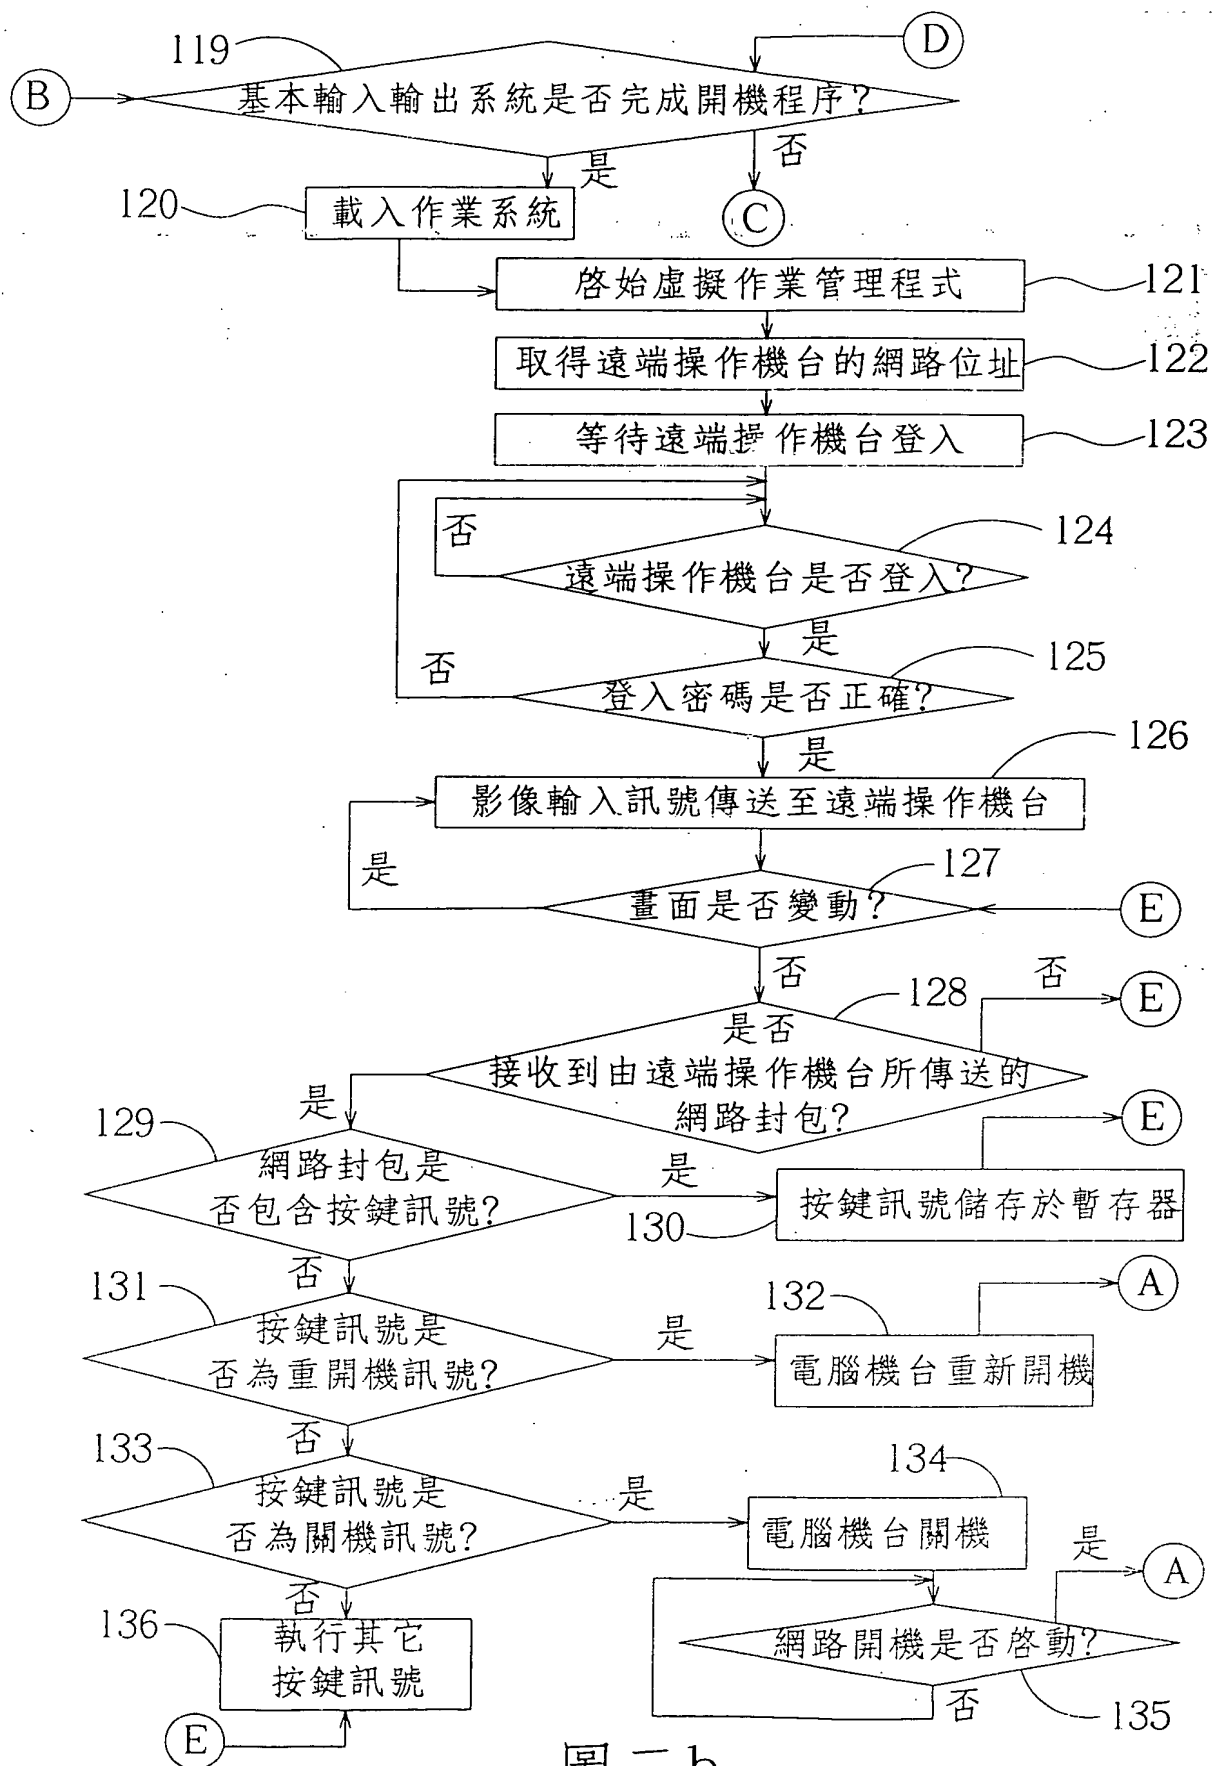 D
119
B
基本輸入輸出系統是否完成開機程序?
是
否
120
載入作業系統
C
啓始虛擬作業管理程式
121
取得遠端操作機台的網路位址
122
等待遠端操作機台登入
123
否
124
遠端操作機台是否登入?
是
否
125
登入密碼是否正確?
是
126
影像輸入訊號傳送至遠端操作機台
是
127
畫面是否變動?
E
否
128
否
E
是否
接收到由遠端操作機台所傳送的
網路封包?
是
E
129
網路封包是
否包含按鍵訊號?
是
按鍵訊號儲存於暫存器
130
否
131
按鍵訊號是
否為重開機訊號?
是
132
A
電腦機台重新開機
否
133
按鍵訊號是
否為關機訊號?
是
134
電腦機台關機
是
A
否
136
執行其它
按鍵訊號
網路開機是否啓動?
否
135
E
圖二b